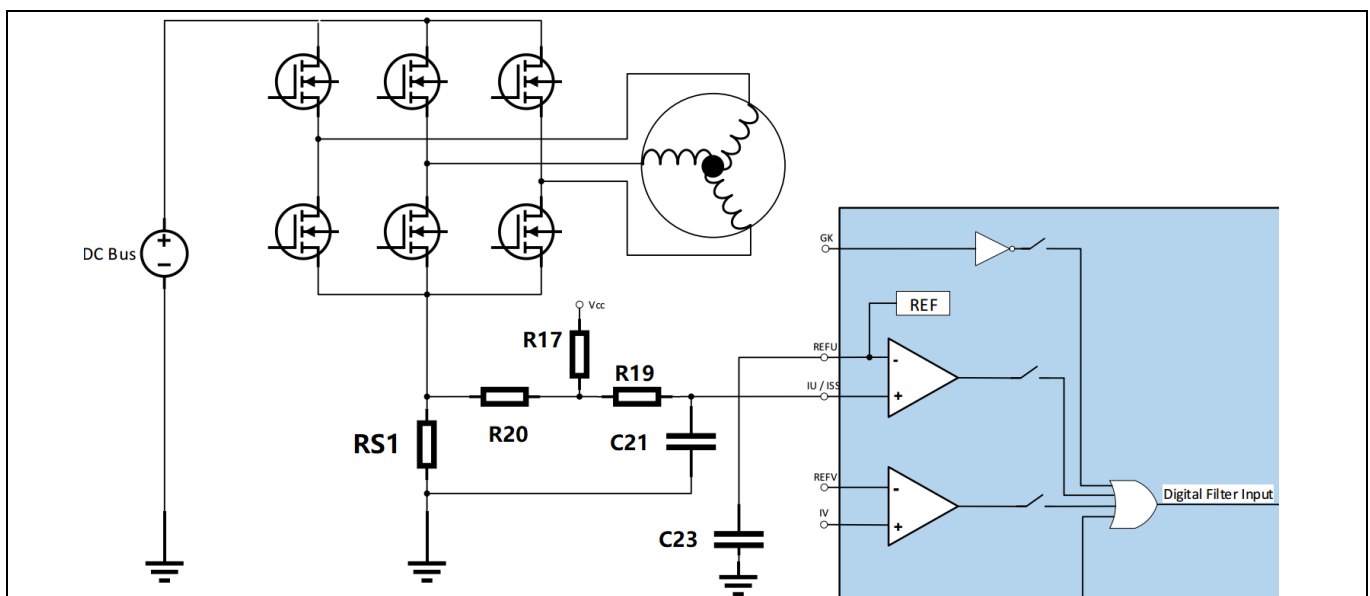 DC Bus
+
−
GK
REF
Vcc
R17
REFU
-
R19
IU / ISS
+
R20
RS1
C21
REFV
-
Digital Filter Input
IV
+
C23